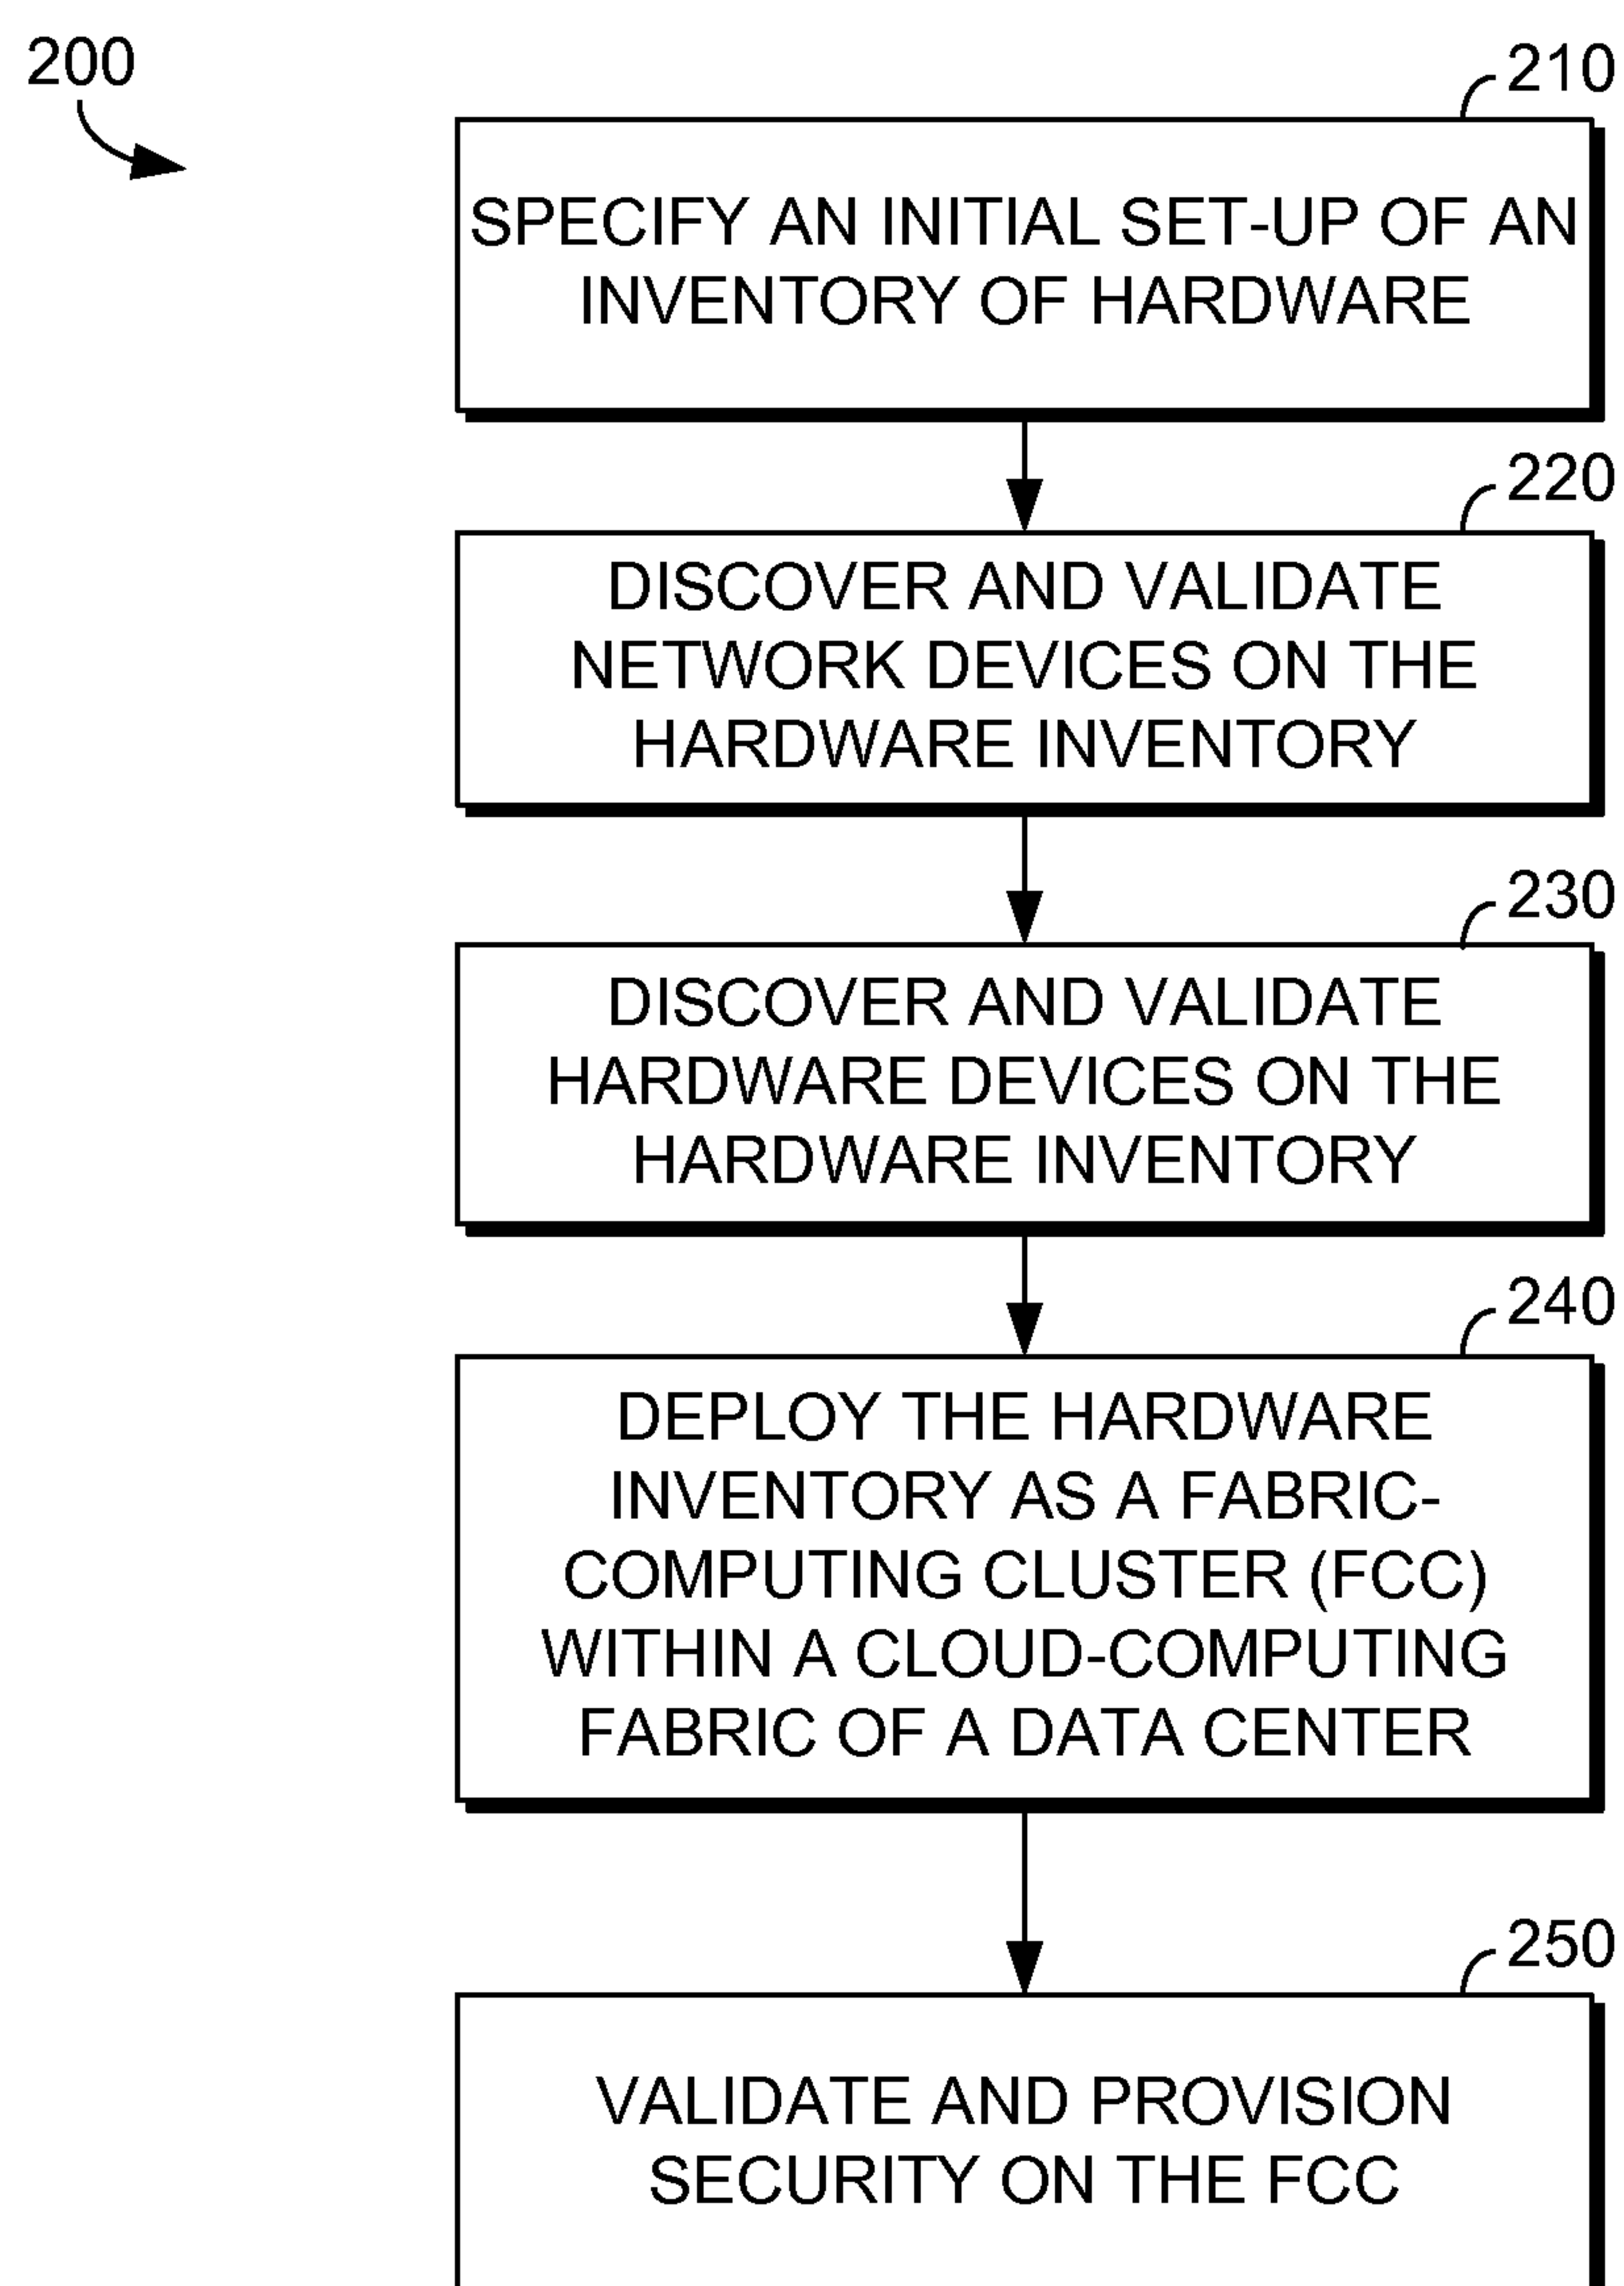 200
210
SPECIFY AN INITIAL SET-UP OF AN
INVENTORY OF HARDWARE
220
DISCOVER AND VALIDATE
NETWORK DEVICES ON THE
HARDWARE INVENTORY
230
DISCOVER AND VALIDATE
HARDWARE DEVICES ON THE
HARDWARE INVENTORY
240
DEPLOY THE HARDWARE
INVENTORY AS A FABRIC-
COMPUTING CLUSTER (FCC)
WITHIN A CLOUD-COMPUTING
FABRIC OF A DATA CENTER
250
VALIDATE AND PROVISION
SECURITY ON THE FCC